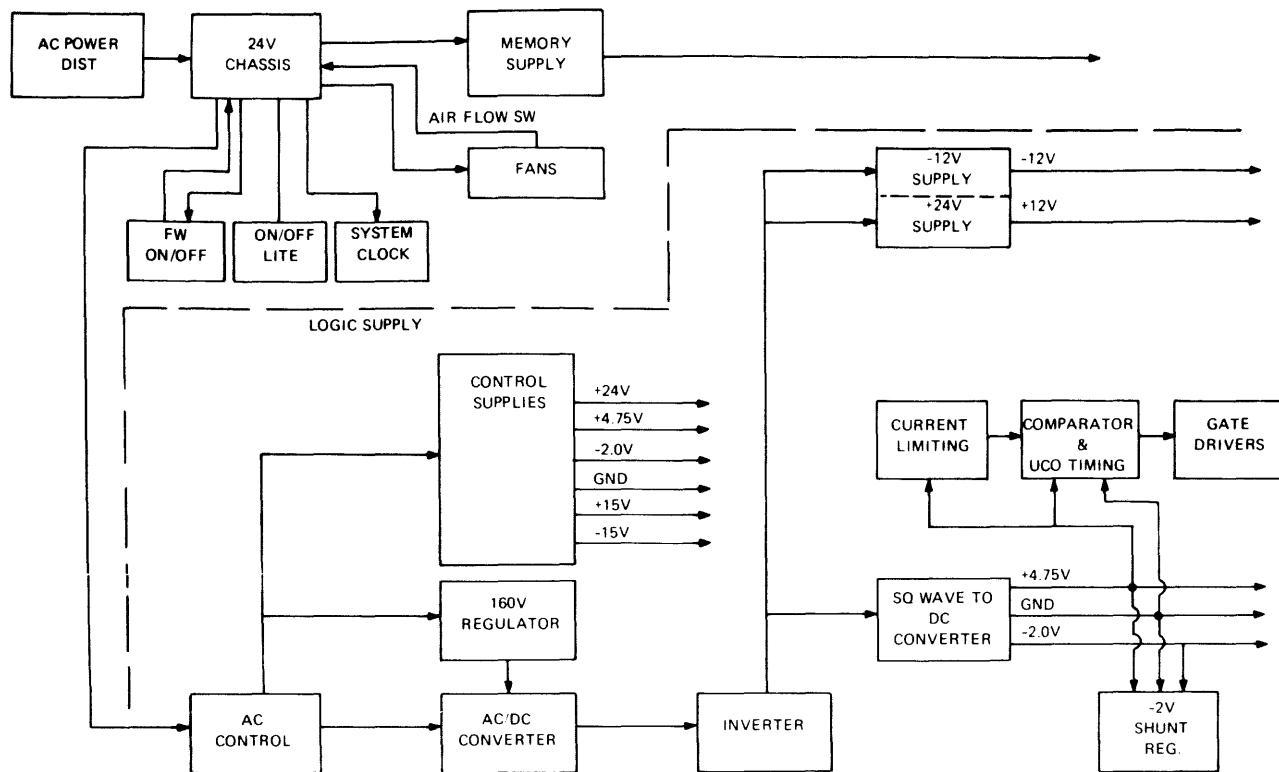 AC POWER
DIST
24V
CHASSIS
MEMORY
SUPPLY
AIR FLOW SW
FANS
FW
ON/OFF
ON/OFF
LITE
SYSTEM
CLOCK
LOGIC SUPPLY
-12V
SUPPLY
-12V
+24V
SUPPLY
+12V
CONTROL
SUPPLIES
+24V
+4.75V
-2.0V
GND
+15V
-15V
CURRENT
LIMITING
COMPARATOR
&
UCO TIMING
GATE
DRIVERS
160V
REGULATOR
SQ WAVE TO
DC
CONVERTER
+4.75V
GND
-2.0V
AC
CONTROL
AC/DC
CONVERTER
INVERTER
-2V
SHUNT
REG.